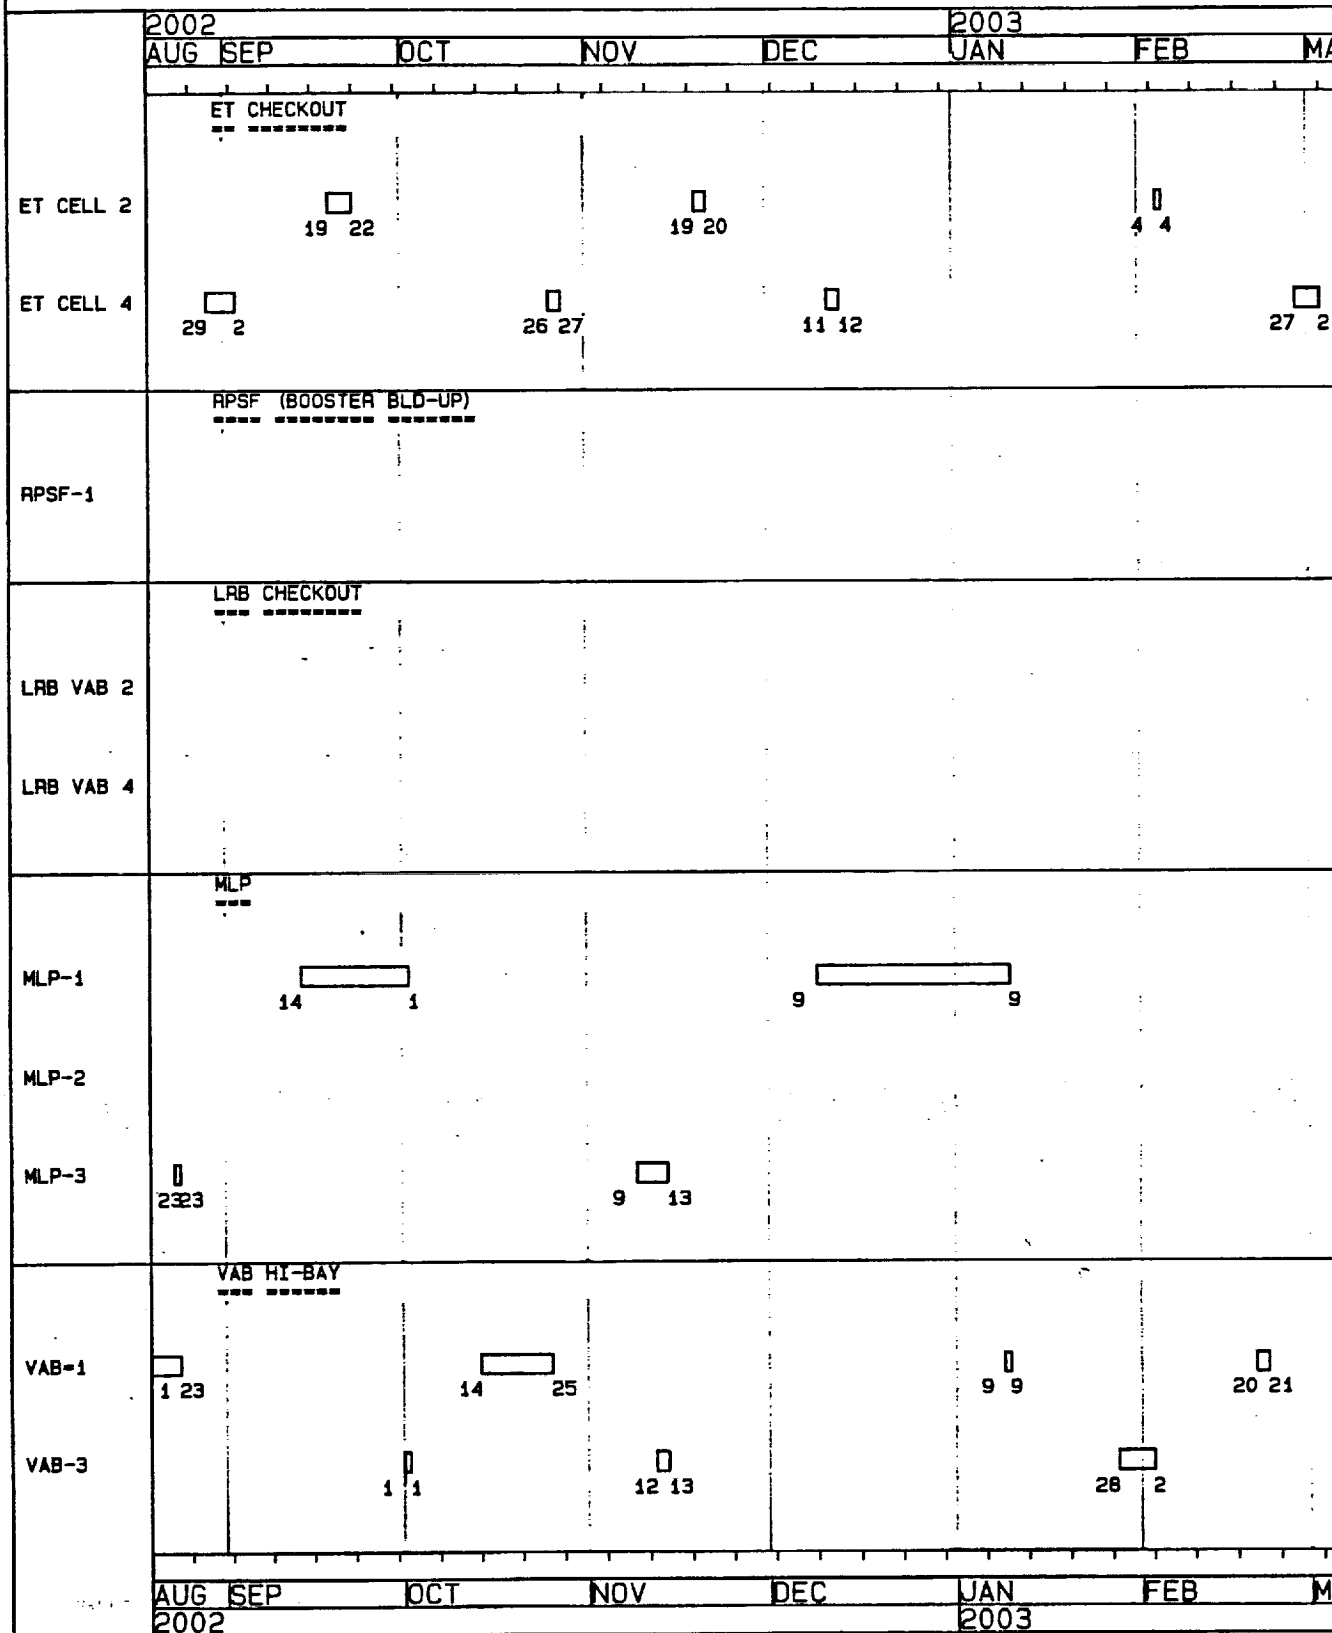 2002 2003
AUG SEP OCT NOV DEC JAN FEB MA
ET CHECKOUT
ET CELL 2
19 22 19 20 4 4
ET CELL 4
29 2 26 27 11 12 27 2
RPSF (BOOSTER BLD-UP)
RPSF-1
LRB CHECKOUT
LRB VAB 2
LRB VAB 4
MLP
MLP-1
14 1 9 9
MLP-2
MLP-3
23 23 9 13
VAB HI-BAY
VAB-1
1 23 14 25 9 9 20 21
VAB-3
1 1 12 13 28 2
AUG SEP OCT NOV DEC JAN FEB M
2002 2003